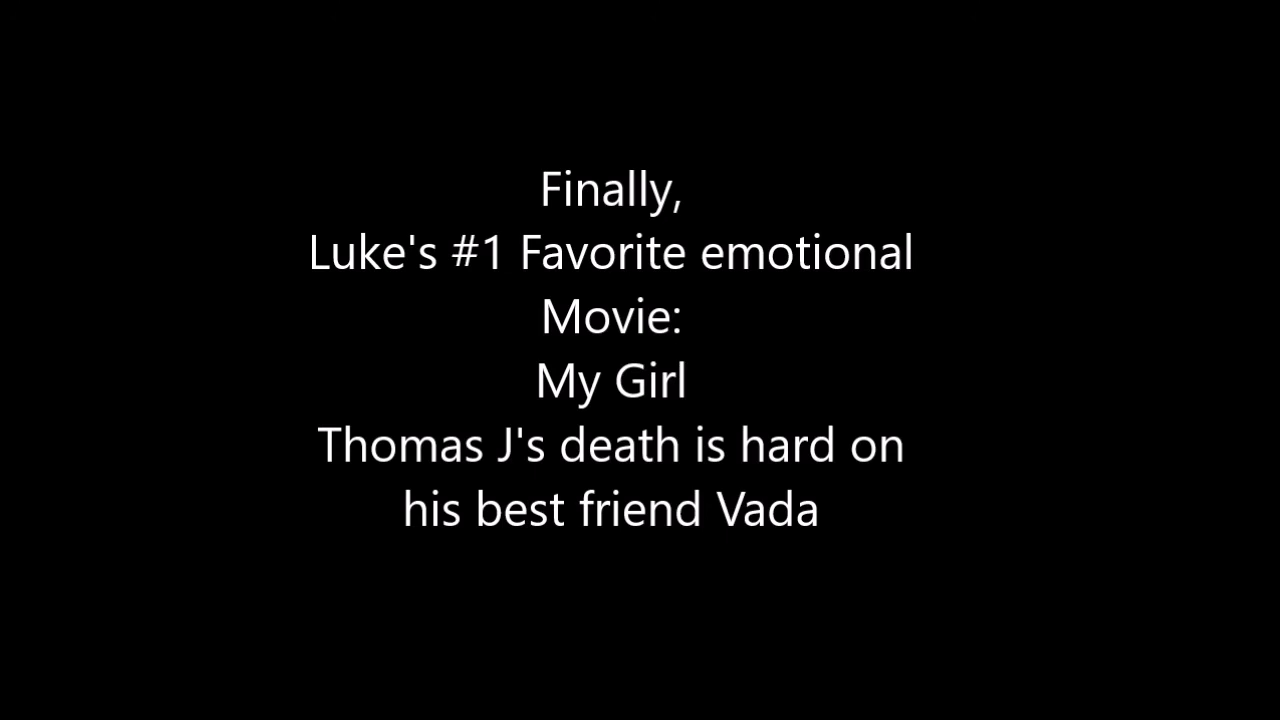 Finally,
Luke's #1 Favorite emotional
Movie:
My Girl
Thomas J's death is hard on
his best friend Vada